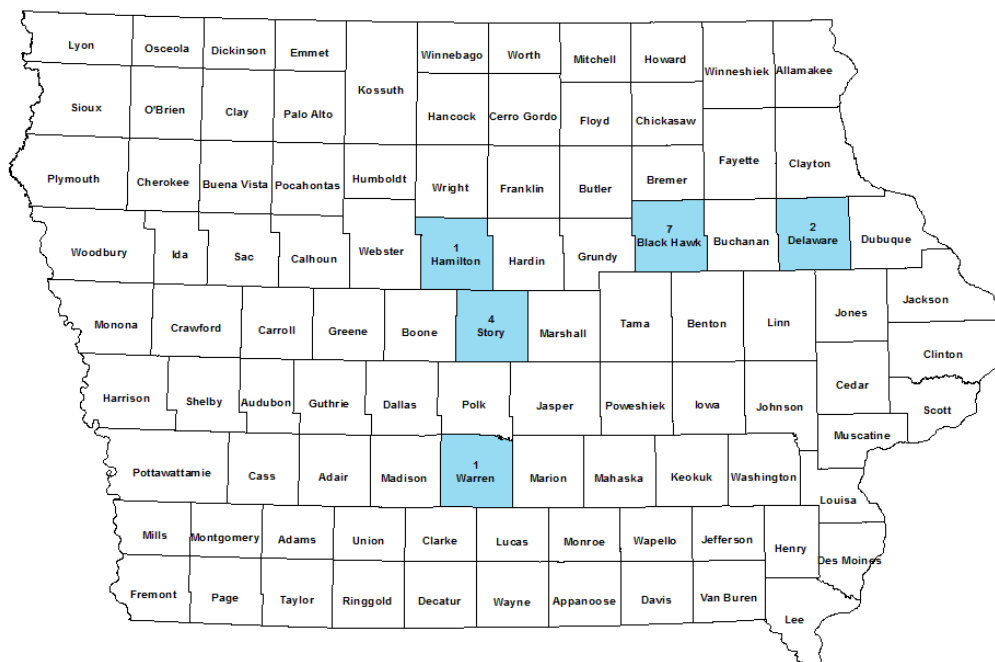 Lyon
Osceola
Dickinson
Emmet
Winnebago
Worth
Mitchell
Howard
Winneshiek
Allamakee
Kossuth
Sioux
O'Brien
Clay
Palo Alto
Hancock
Cerro Gordo
Floyd
Chickasaw
Fayette
Clayton
Plymouth
Cherokee
Buena Vista
Pocahontas
Humboldt
Wright
Franklin
Butler
Bremer
Woodbury
Ida
Sac
Calhoun
Webster
1
Hamilton
Hardin
Grundy
7
Black Hawk
Buchanan
2
Delaware
Dubuque
Monona
Crawford
Carroll
Greene
Boone
4
Story
Marshall
Tama
Benton
Linn
Jones
Jackson
Clinton
Harrison
Shelby
Audubon
Guthrie
Dallas
Polk
Jasper
Poweshiek
Iowa
Johnson
Cedar
Scott
Muscatine
Pottawattamie
Cass
Adair
Madison
1
Warren
Marion
Mahaska
Keokuk
Washington
Louisa
Mills
Montgomery
Adams
Union
Clarke
Lucas
Monroe
Wapello
Jefferson
Henry
Des Moines
Fremont
Page
Taylor
Ringgold
Decatur
Wayne
Appanoose
Davis
Van Buren
Lee